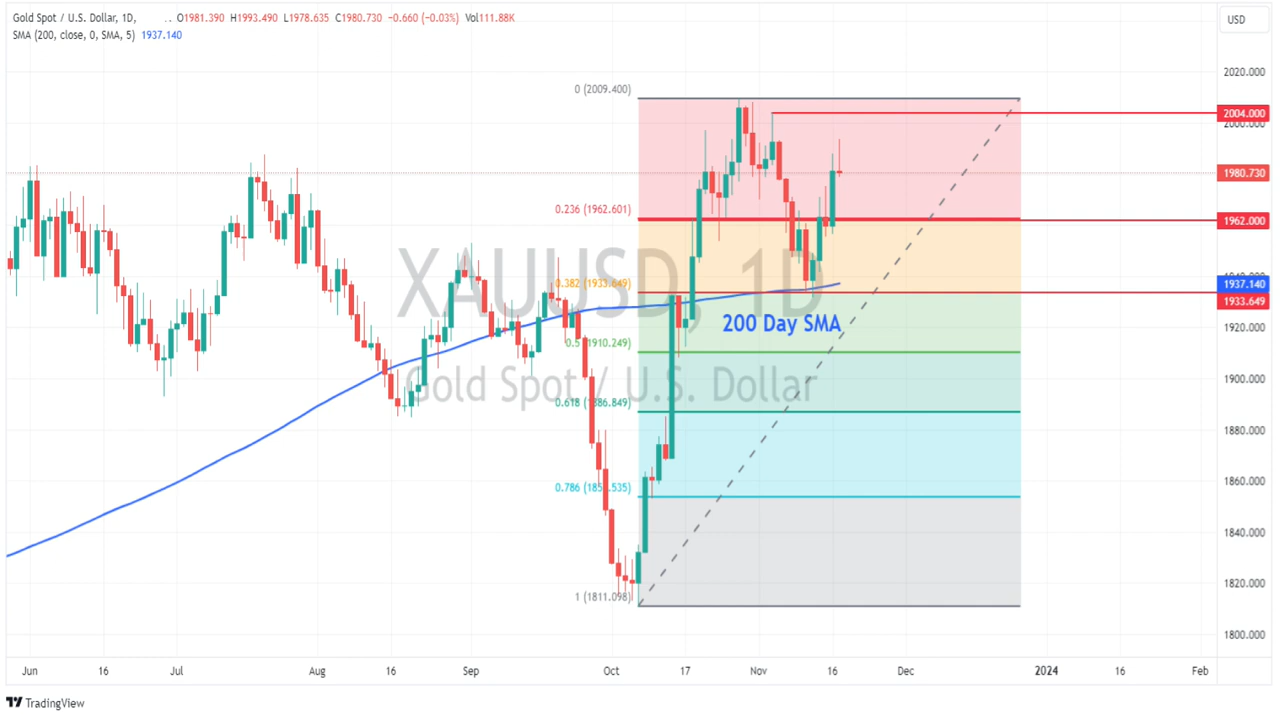 Gold Spot / U.S. Dollar, 1D, .. O1981.390 H1993.490 L1978.635 C1980.730 −0.660 (−0.03%) Vol111.88K
USD
SMA (200, close, 0, SMA, 5) 1937.140
2020.000
0 (2009.400)
2004.000
2000.000
1980.730
0.236 (1962.601)
1962.000
XAUUSD, 1D
0.382 (1933.649)
1937.140
1933.649
200 Day SMA
1920.000
0.5 (1910.249)
Gold Spot / U.S. Dollar
1900.000
0.618 (1886.849)
1880.000
1860.000
0.786
1840.000
1820.000
1 (1811.098)
1800.000
Jun 16 Jul Aug 16 Sep Oct 17 Nov 16 Dec 2024 16 Feb
TradingView